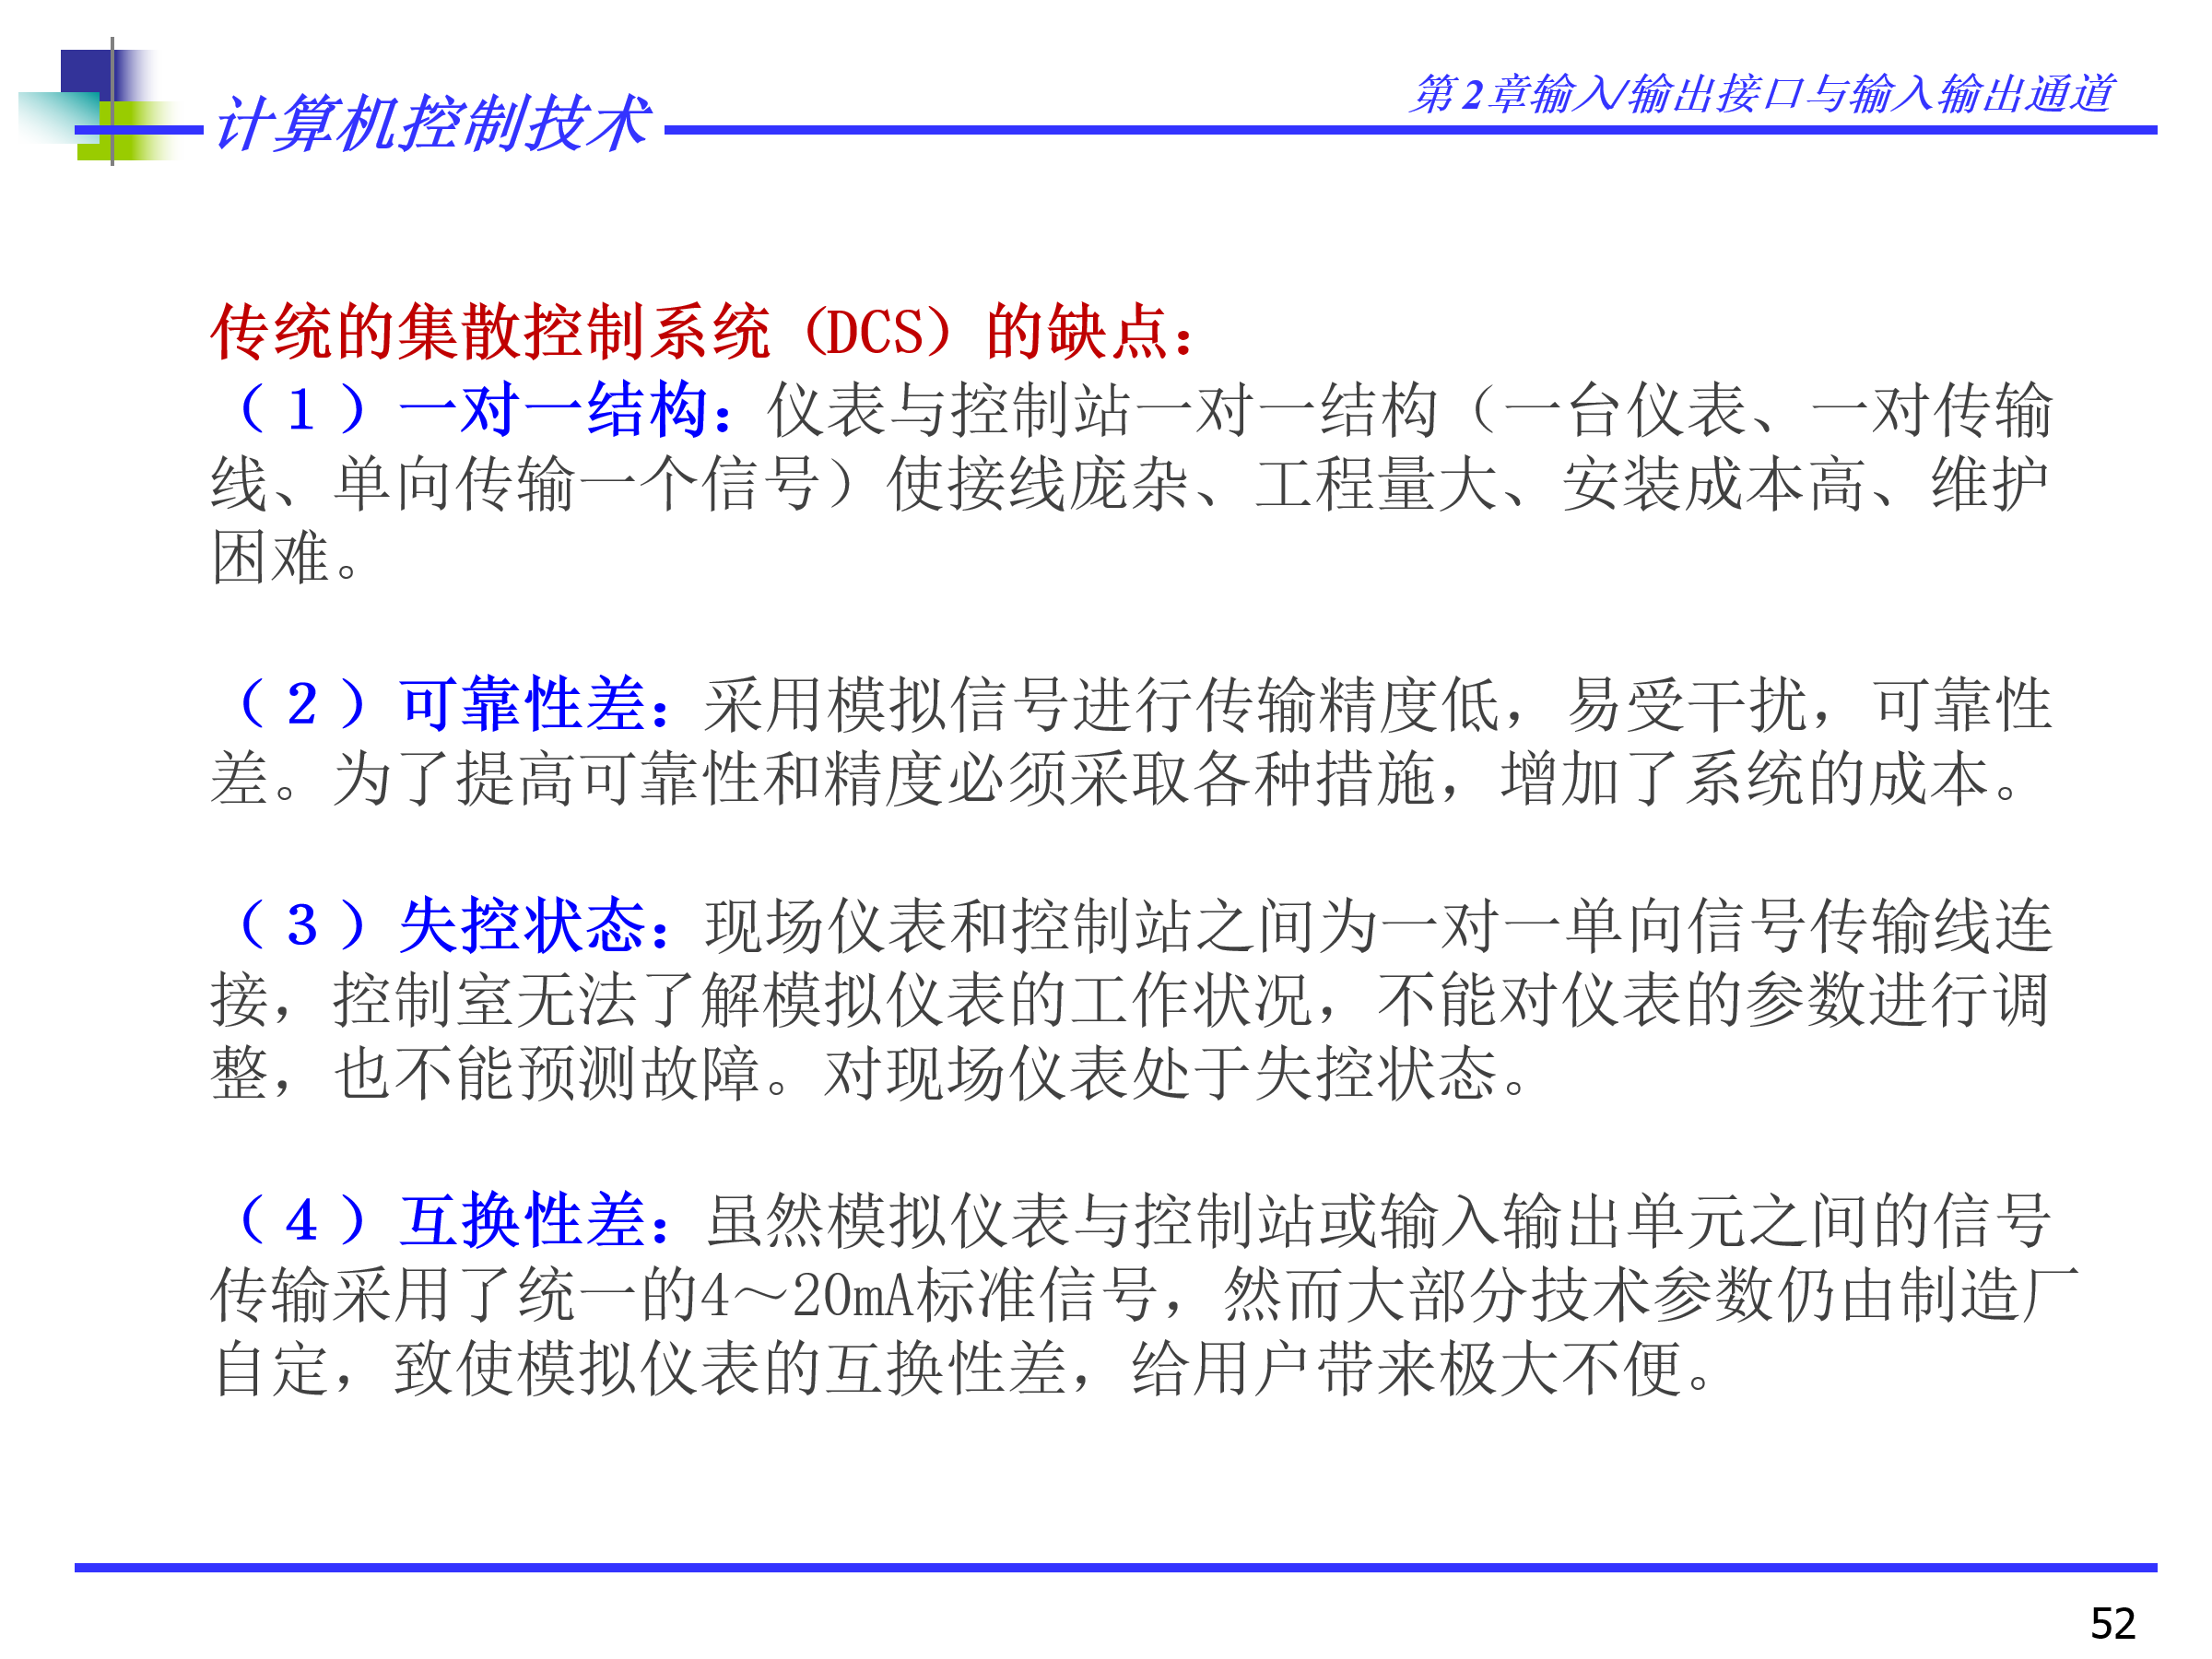 计算机控制技术
第2章输入/输出接口与输入输出通道
传统的集散控制系统（DCS）的缺点：
（1）一对一结构：仪表与控制站一对一结构（一台仪表、一对传输
线、单向传输一个信号）使接线庞杂、工程量大、安装成本高、维护
困难。
（2）可靠性差：采用模拟信号进行传输精度低，易受干扰，可靠性
差。为了提高可靠性和精度必须采取各种措施，增加了系统的成本。
（3）失控状态：现场仪表和控制站之间为一对一单向信号传输线连
接，控制室无法了解模拟仪表的工作状况，不能对仪表的参数进行调
整，也不能预测故障。对现场仪表处于失控状态。
（4）互换性差：虽然模拟仪表与控制站或输入输出单元之间的信号
传输采用了统一的4～20mA标准信号，然而大部分技术参数仍由制造厂
自定，致使模拟仪表的互换性差，给用户带来极大不便。
52